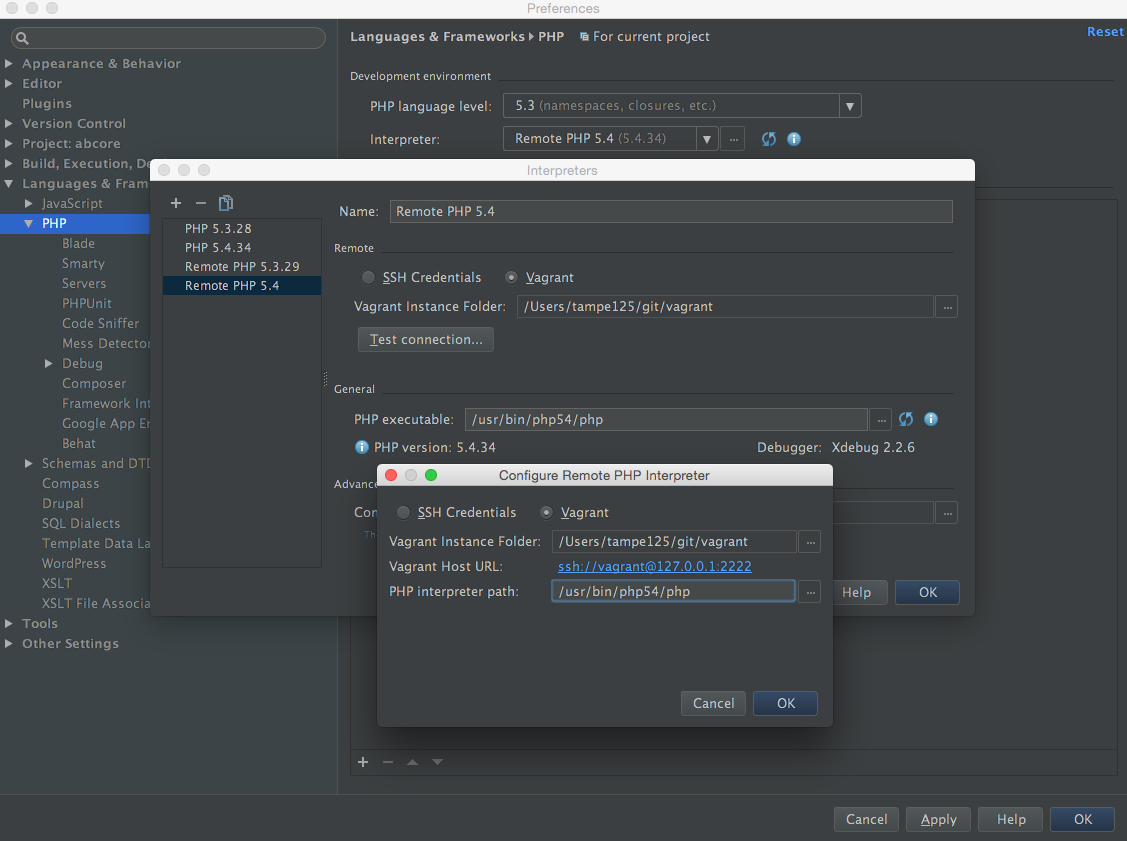 Preferences
Languages & Frameworks ▸ PHP For current project
Reset
Appearance & Behavior
Editor
Plugins
Version Control
Project: abcore
Build, Execution, De
Languages & Fram
JavaScript
PHP
Blade
Smarty
Servers
PHPUnit
Code Sniffer
Mess Detector
Debug
Composer
Framework Int
Google App En
Behat
Schemas and DTD
Compass
Drupal
SQL Dialects
Template Data La
WordPress
XSLT
XSLT File Associa
Tools
Other Settings
Development environment
PHP language level: 5.3 (namespaces, closures, etc.)
Interpreter: Remote PHP 5.4 (5.4.34) ...
Interpreters
PHP 5.3.28
PHP 5.4.34
Remote PHP 5.3.29
Remote PHP 5.4
Name: Remote PHP 5.4
Remote
SSH Credentials Vagrant
Vagrant Instance Folder: /Users/tampe125/git/vagrant ...
Test connection...
General
PHP executable: /usr/bin/php54/php ...
PHP version: 5.4.34 Debugger: Xdebug 2.2.6
Advance
Con ...
The
Help OK
Configure Remote PHP Interpreter
SSH Credentials Vagrant
Vagrant Instance Folder: /Users/tampe125/git/vagrant ...
Vagrant Host URL: ssh://vagrant@127.0.0.1:2222
PHP interpreter path: /usr/bin/php54/php ...
Cancel OK
Cancel Apply Help OK